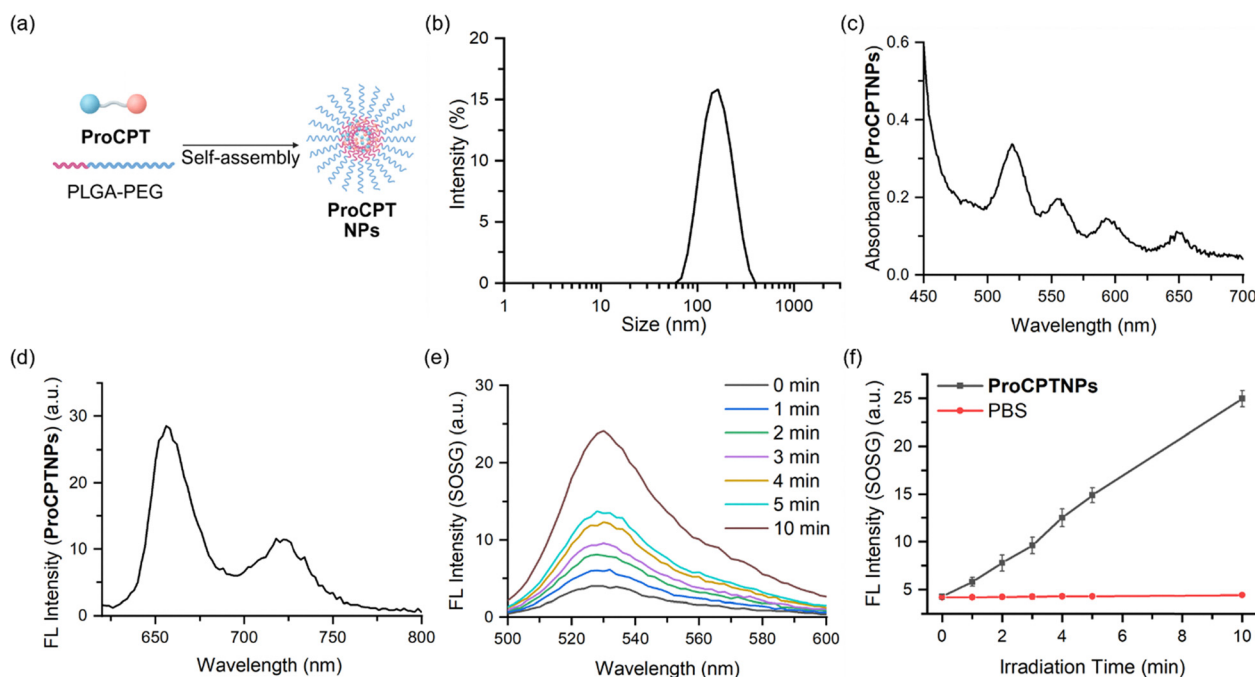 (a)
ProCPT
PLGA-PEG
Self-assembly
ProCPT
NPs
(b)
20
15
10
5
0
Intensity (%)
1
10
100
1000
Size (nm)
(c)
0.6
0.4
0.2
0.0
Absorbance (ProCPTNPs)
450
500
550
600
650
700
Wavelength (nm)
(d)
30
20
10
0
FL Intensity (ProCPTNPs) (a.u.)
650
700
750
800
Wavelength (nm)
(e)
30
20
10
0
FL Intensity (SOSG) (a.u.)
0 min
1 min
2 min
3 min
4 min
5 min
10 min
500
520
540
560
580
600
Wavelength (nm)
(f)
ProCPTNPs
PBS
25
20
15
10
5
FL Intensity (SOSG) (a.u.)
0
2
4
6
8
10
Irradiation Time (min)